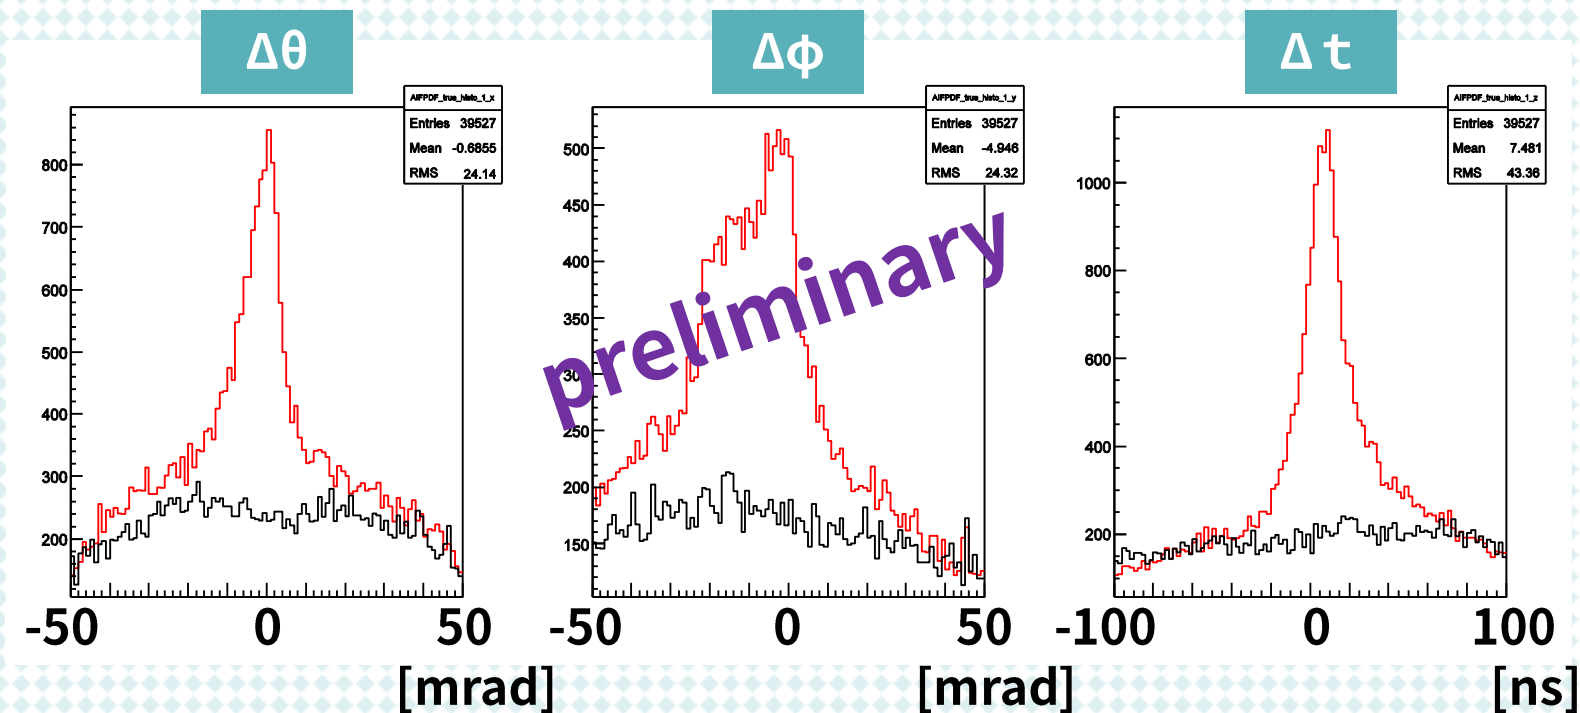 Δθ
Δφ
Δt
AIFPDF_true_histo_1_x
Entries 39527
Mean -0.6855
RMS 24.14
AIFPDF_true_histo_1_y
Entries 39527
Mean -4.946
RMS 24.32
AIFPDF_true_histo_1_z
Entries 39527
Mean 7.481
RMS 43.36
800
700
600
500
400
300
200
500
450
400
350
300
250
200
150
1000
800
600
400
200
preliminary
-50 0 50
-50 0 50
-100 0 100
[mrad]
[mrad]
[ns]